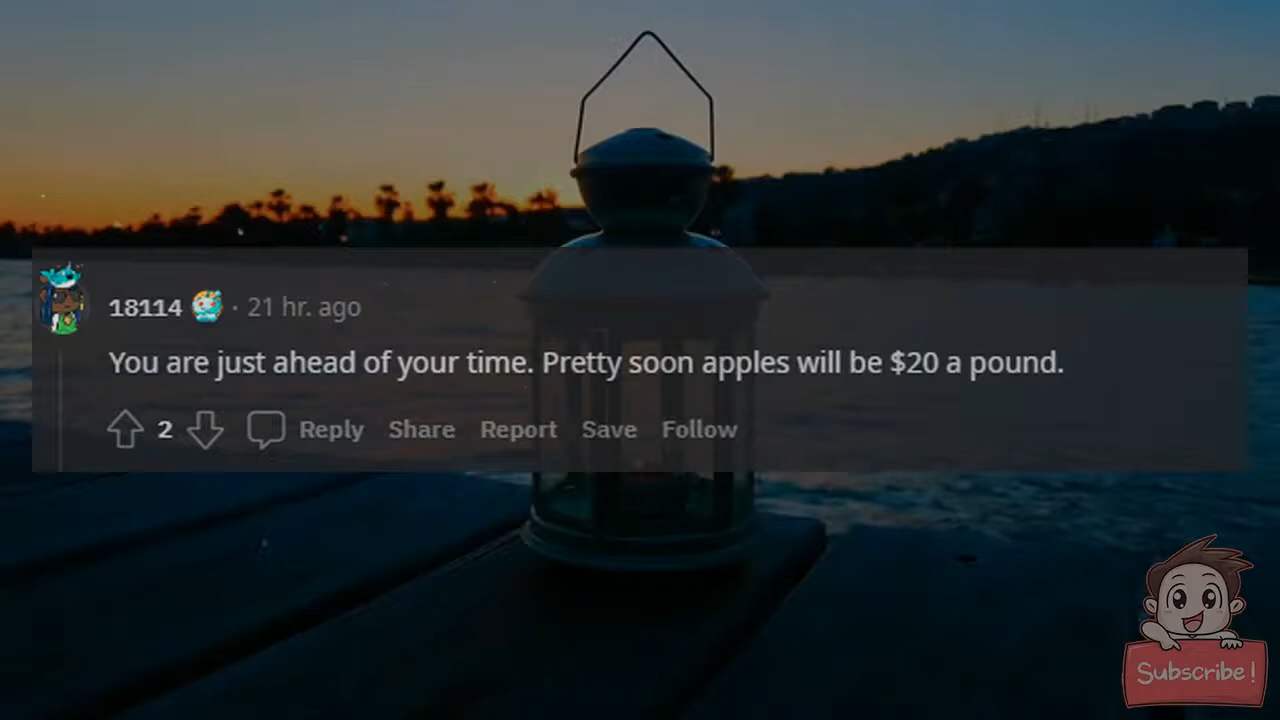 18114 · 21 hr. ago
You are just ahead of your time. Pretty soon apples will be $20 a pound.
2 Reply Share Report Save Follow
Subscribe!